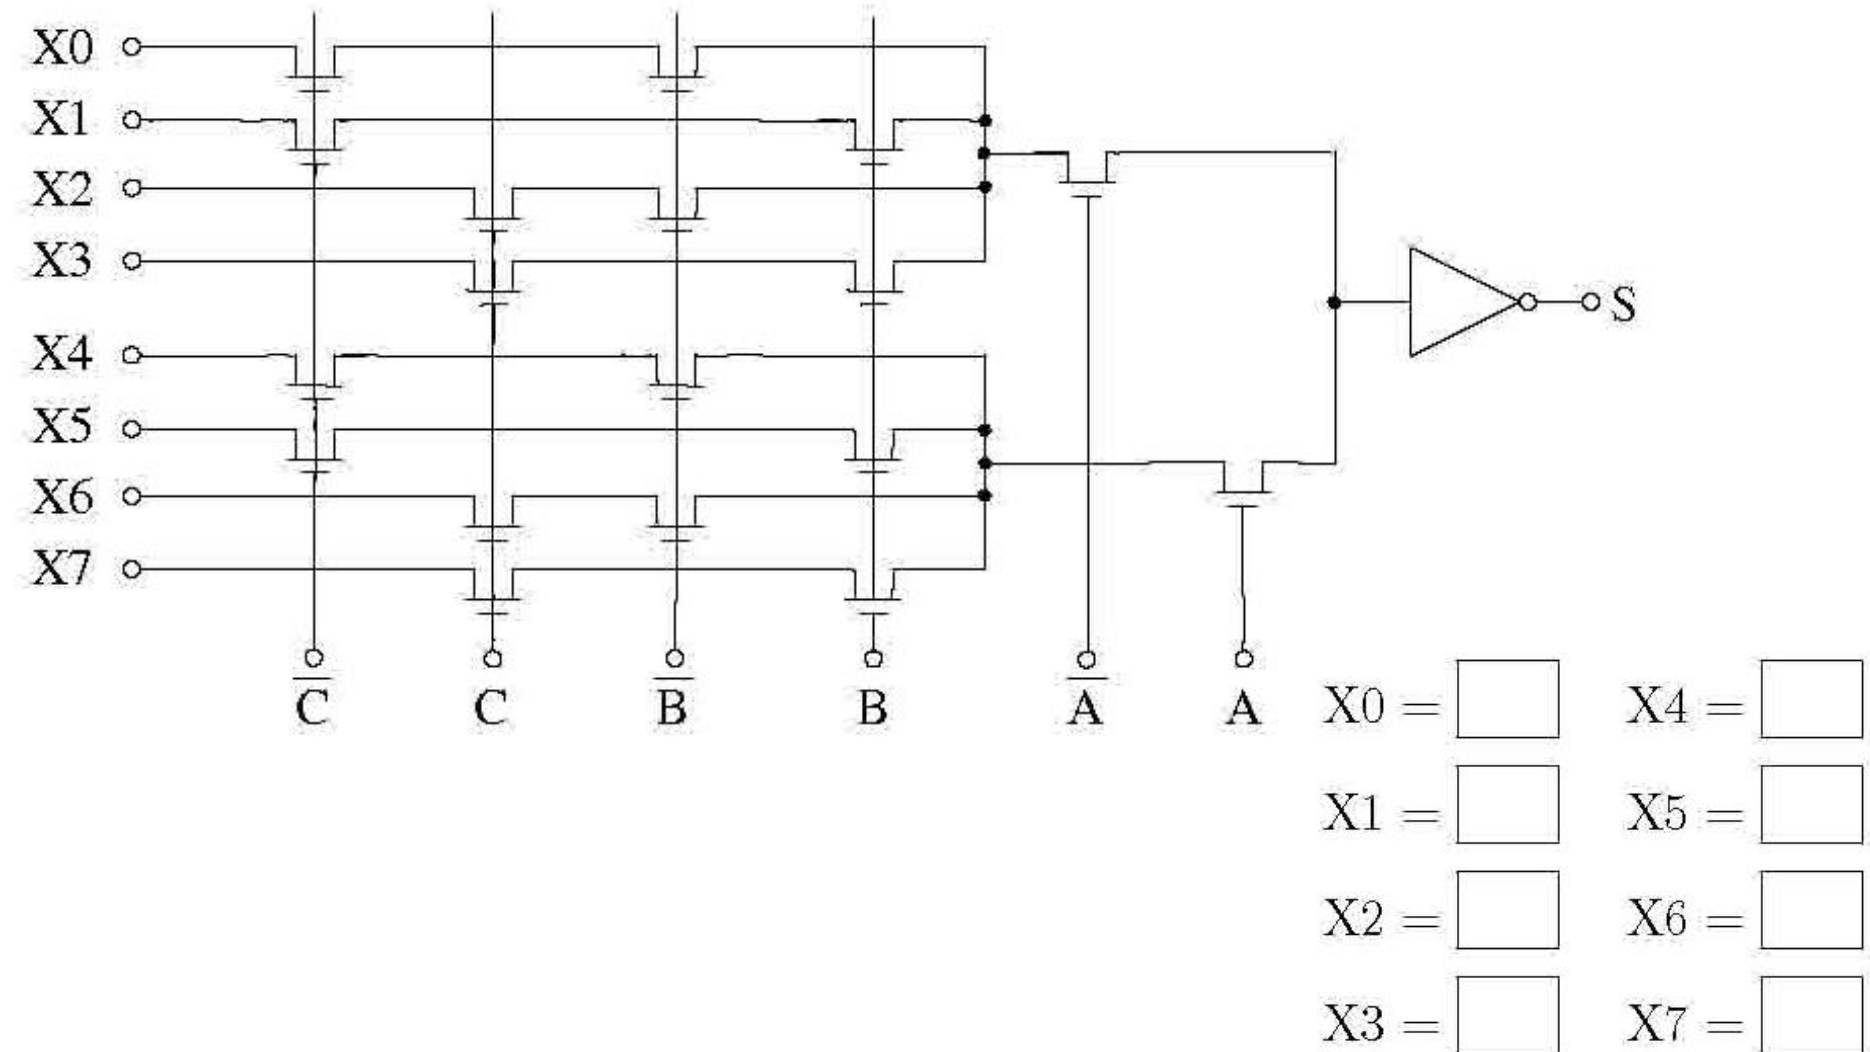 X0
X1
X2
X3
S
X4
X5
X6
X7
C̅ C B̅ B A̅ A
X0 = X4 =
X1 = X5 =
X2 = X6 =
X3 = X7 =